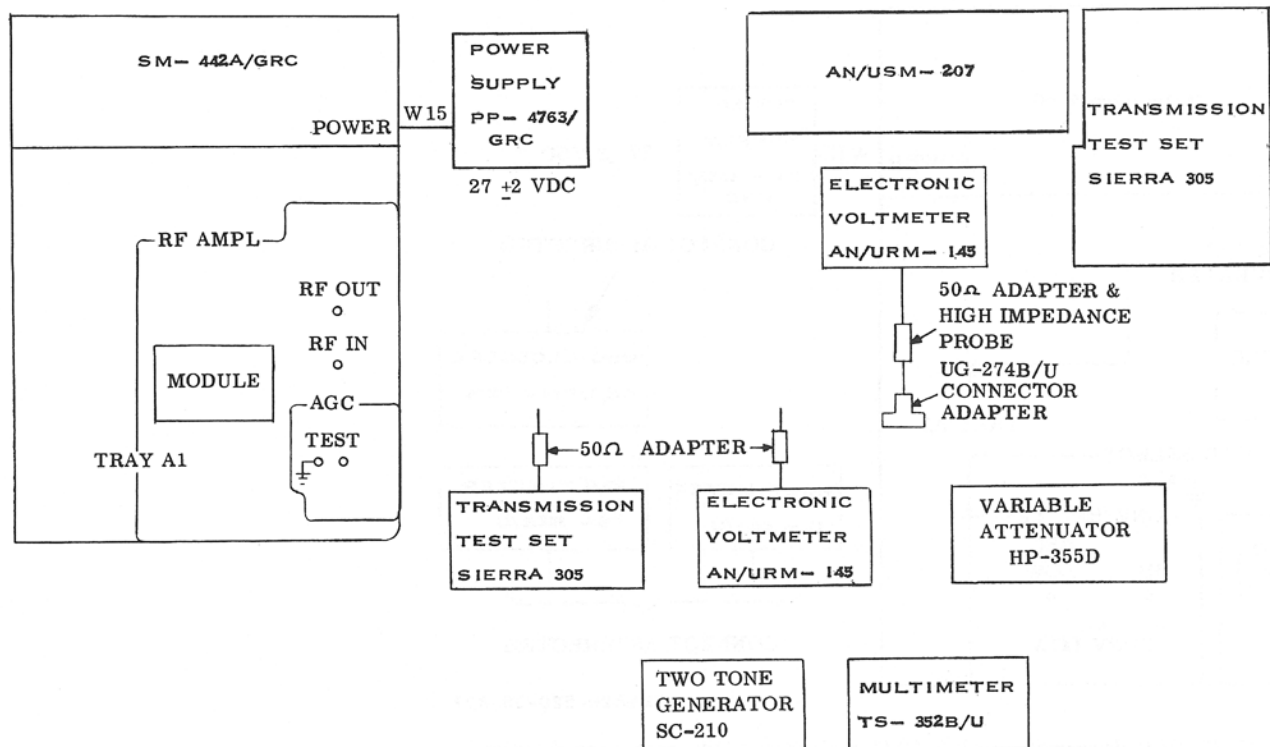 SM- 442A/GRC
POWER
W15
POWER
SUPPLY
PP- 4763/
GRC
27 ±2 VDC
AN/USM- 207
TRANSMISSION
TEST SET
SIERRA 305
ELECTRONIC
VOLTMETER
AN/URM- 145
50Ω ADAPTER &
HIGH IMPEDANCE
PROBE
UG-274B/U
CONNECTOR
ADAPTER
RF AMPL
RF OUT
RF IN
MODULE
AGC
TEST
TRAY A1
50Ω ADAPTER
TRANSMISSION
TEST SET
SIERRA 305
ELECTRONIC
VOLTMETER
AN/URM- 145
VARIABLE
ATTENUATOR
HP-355D
TWO TONE
GENERATOR
SC-210
MULTIMETER
TS- 352B/U